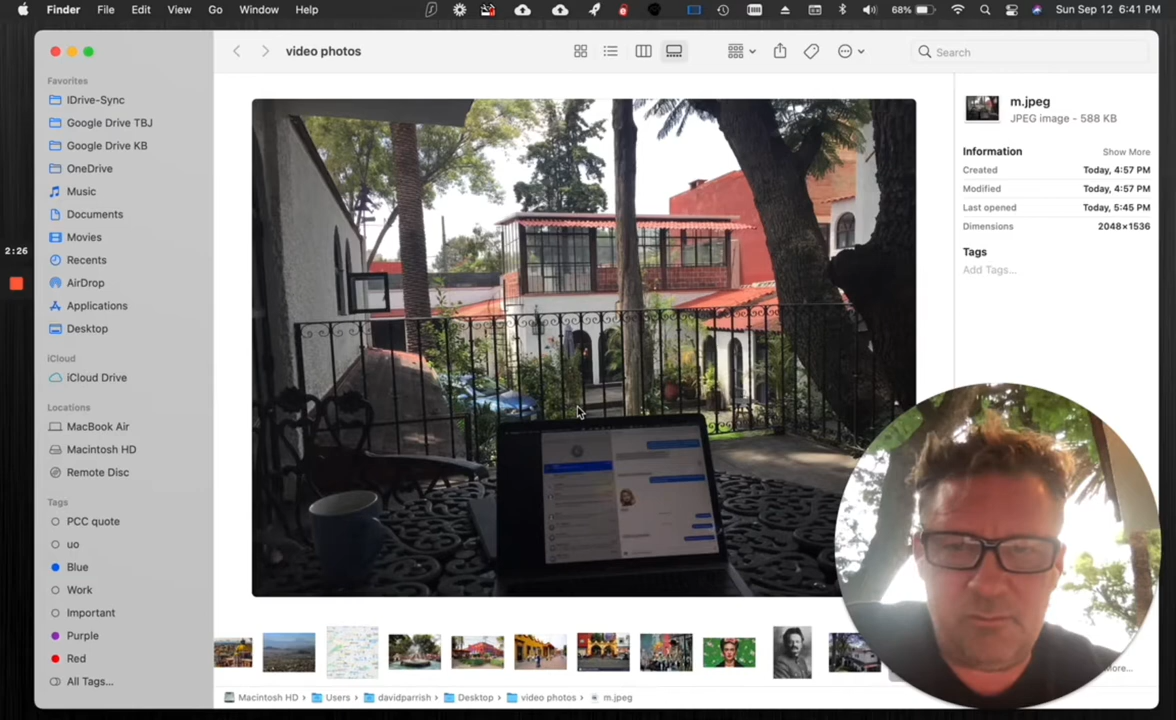 Finder File Edit View Go Window Help 68% Sun Sep 12 6:41 PM
video photos
Search
Favorites
IDrive-Sync
Google Drive TBJ
Google Drive KB
OneDrive
Music
Documents
Movies
Recents
AirDrop
Applications
Desktop
iCloud
iCloud Drive
Locations
MacBook Air
Macintosh HD
Remote Disc
Tags
PCC quote
uo
Blue
Work
Important
Purple
Red
All Tags...
2:26
m.jpeg
JPEG image - 588 KB
Information Show More
Created Today, 4:57 PM
Modified Today, 4:57 PM
Last opened Today, 5:45 PM
Dimensions 2048×1536
Tags
Add Tags...
Macintosh HD › Users › davidparrish › Desktop › video photos › m.jpeg